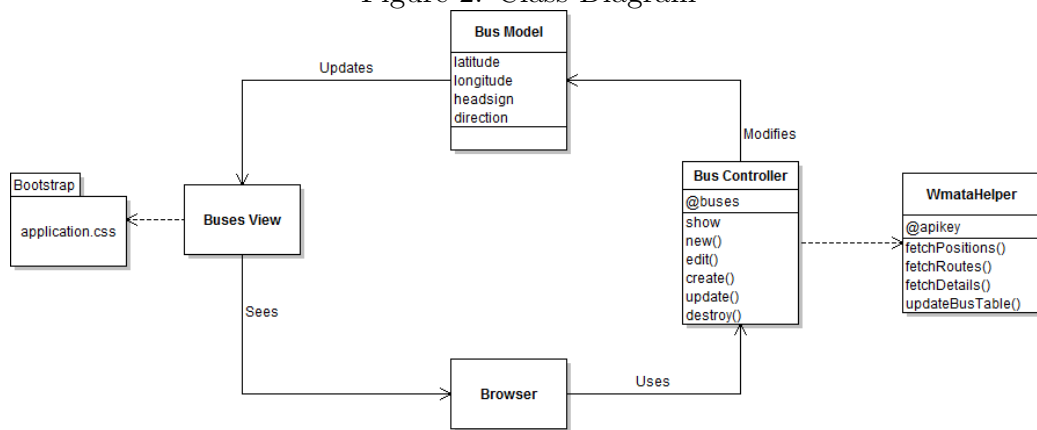 Figure 2: Class Diagram
Bus Model
latitude
longitude
headsign
direction
Updates
Modifies
Bootstrap
application.css
Buses View
Bus Controller
@buses
show
new()
edit()
create()
update()
destroy()
WmataHelper
@apikey
fetchPositions()
fetchRoutes()
fetchDetails()
updateBusTable()
Sees
Browser
Uses